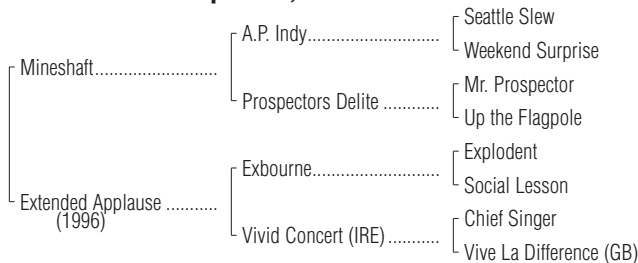 Seattle Slew
A.P. Indy
Weekend Surprise
Mineshaft
Mr. Prospector
Prospectors Delite
Up the Flagpole
Explodent
Exbourne
Social Lesson
Extended Applause
(1996)
Chief Singer
Vivid Concert (IRE)
Vive La Difference (GB)